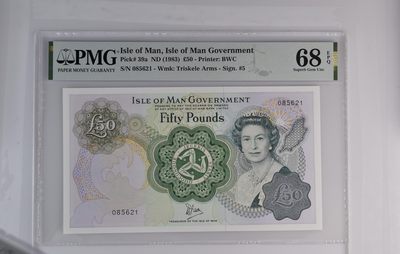 PMG
PAPER MONEY GUARANTY
Isle of Man, Isle of Man Government
Pick# 39a ND (1983) £50 - Printer: BWC
S/N 085621 - Wmk: Triskele Arms - Sign. #5
68 EPQ
Superb Gem Unc
ISLE OF MAN GOVERNMENT
085621
£50
Fifty Pounds
£50
085621
TREASURER OF THE ISLE OF MAN